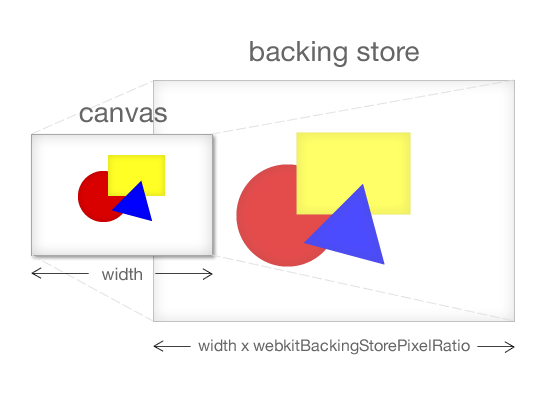 backing store
canvas
width
width x webkitBackingStorePixelRatio